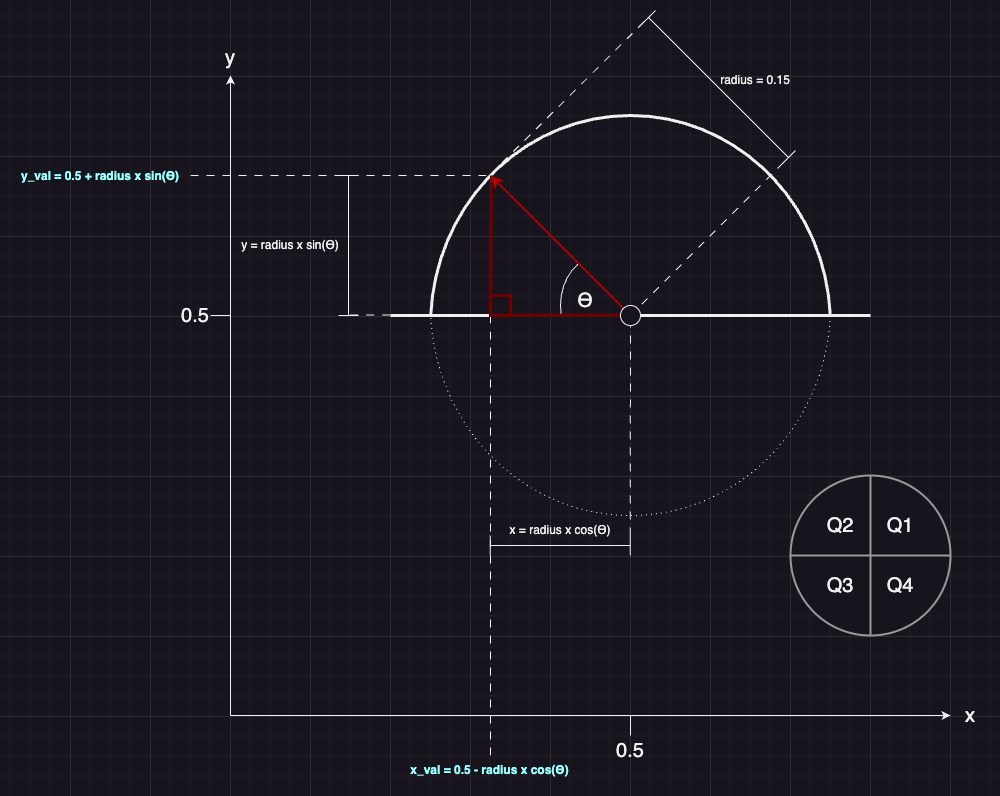 y
radius = 0.15
y_val = 0.5 + radius x sin(Θ)
y = radius x sin(Θ)
Θ
0.5
x = radius x cos(Θ)
Q2 Q1
Q3 Q4
x
0.5
x_val = 0.5 - radius x cos(Θ)